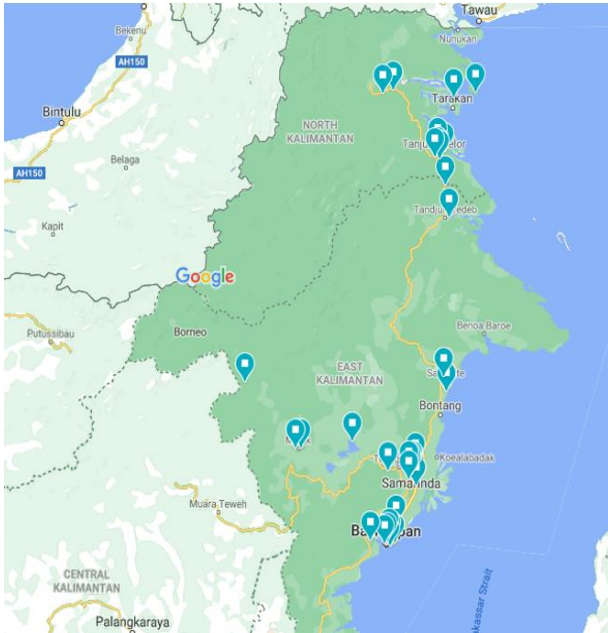 Tawau
Bekenu
AH150
Nunukan
Bintulu
Tarakan
NORTH
KALIMANTAN
Belaga
AH150
Kapit
Google
Borneo
Putussibau
Benoa Baroe
EAST
KALIMANTAN
Bontang
Koealabadak
Samarinda
Muara Teweh
CENTRAL
KALIMANTAN
Palangkaraya
akassar Strait